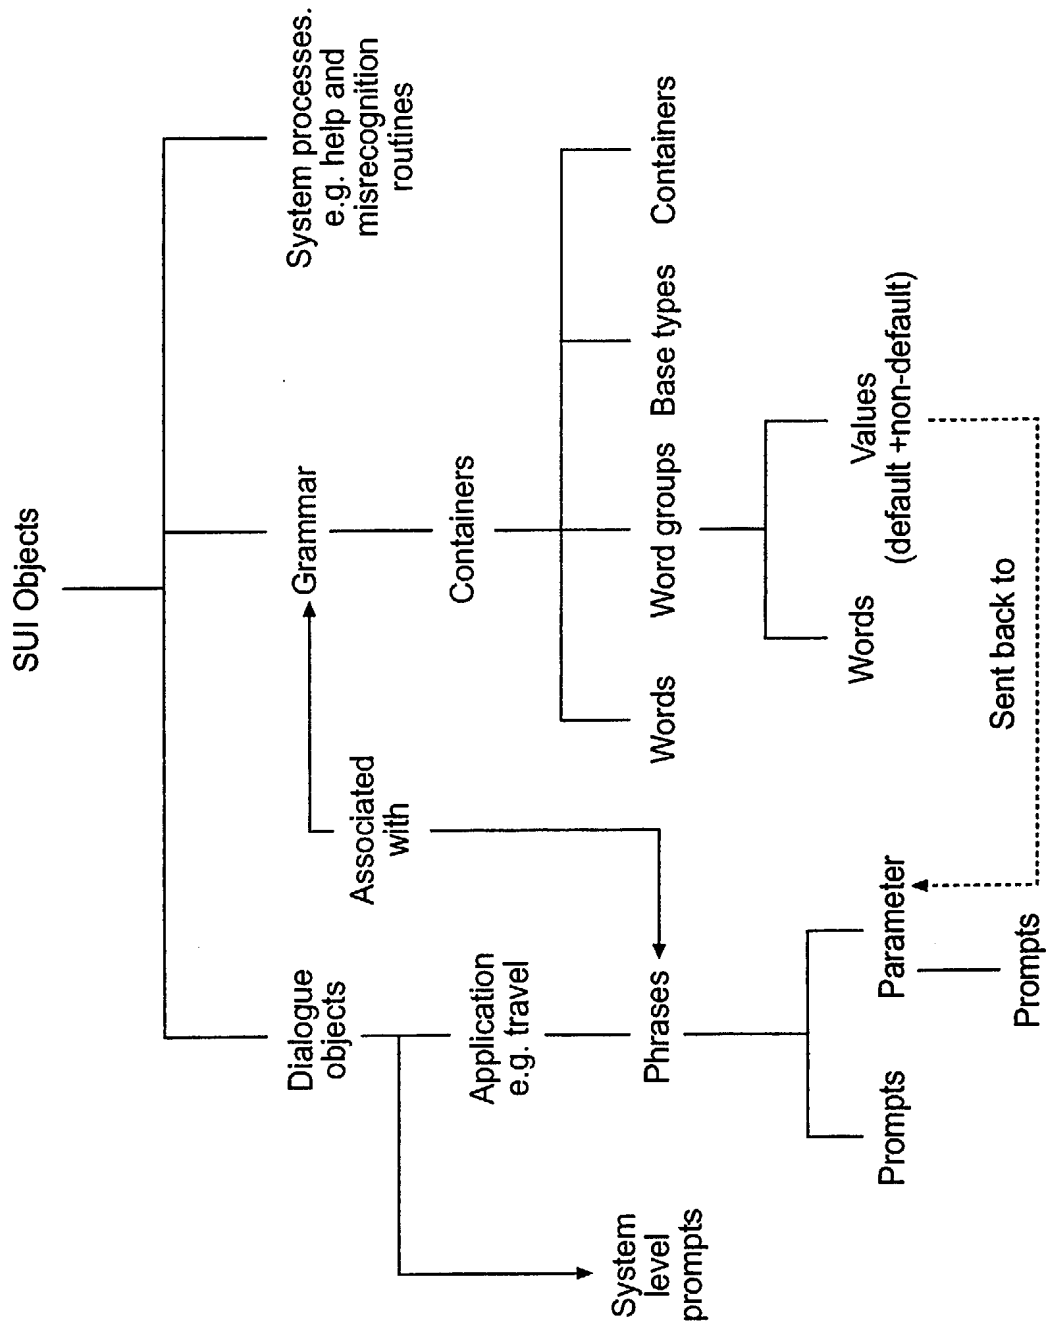 SUI Objects
Dialogue
objects
Grammar
System processes.
e.g. help and
misrecognition
routines
Associated
with
Application
e.g. travel
Containers
System
level
prompts
Phrases
Words
Word groups
Base types
Containers
Prompts
Parameter
Words
Values
(default +non-default)
Sent back to
Prompts